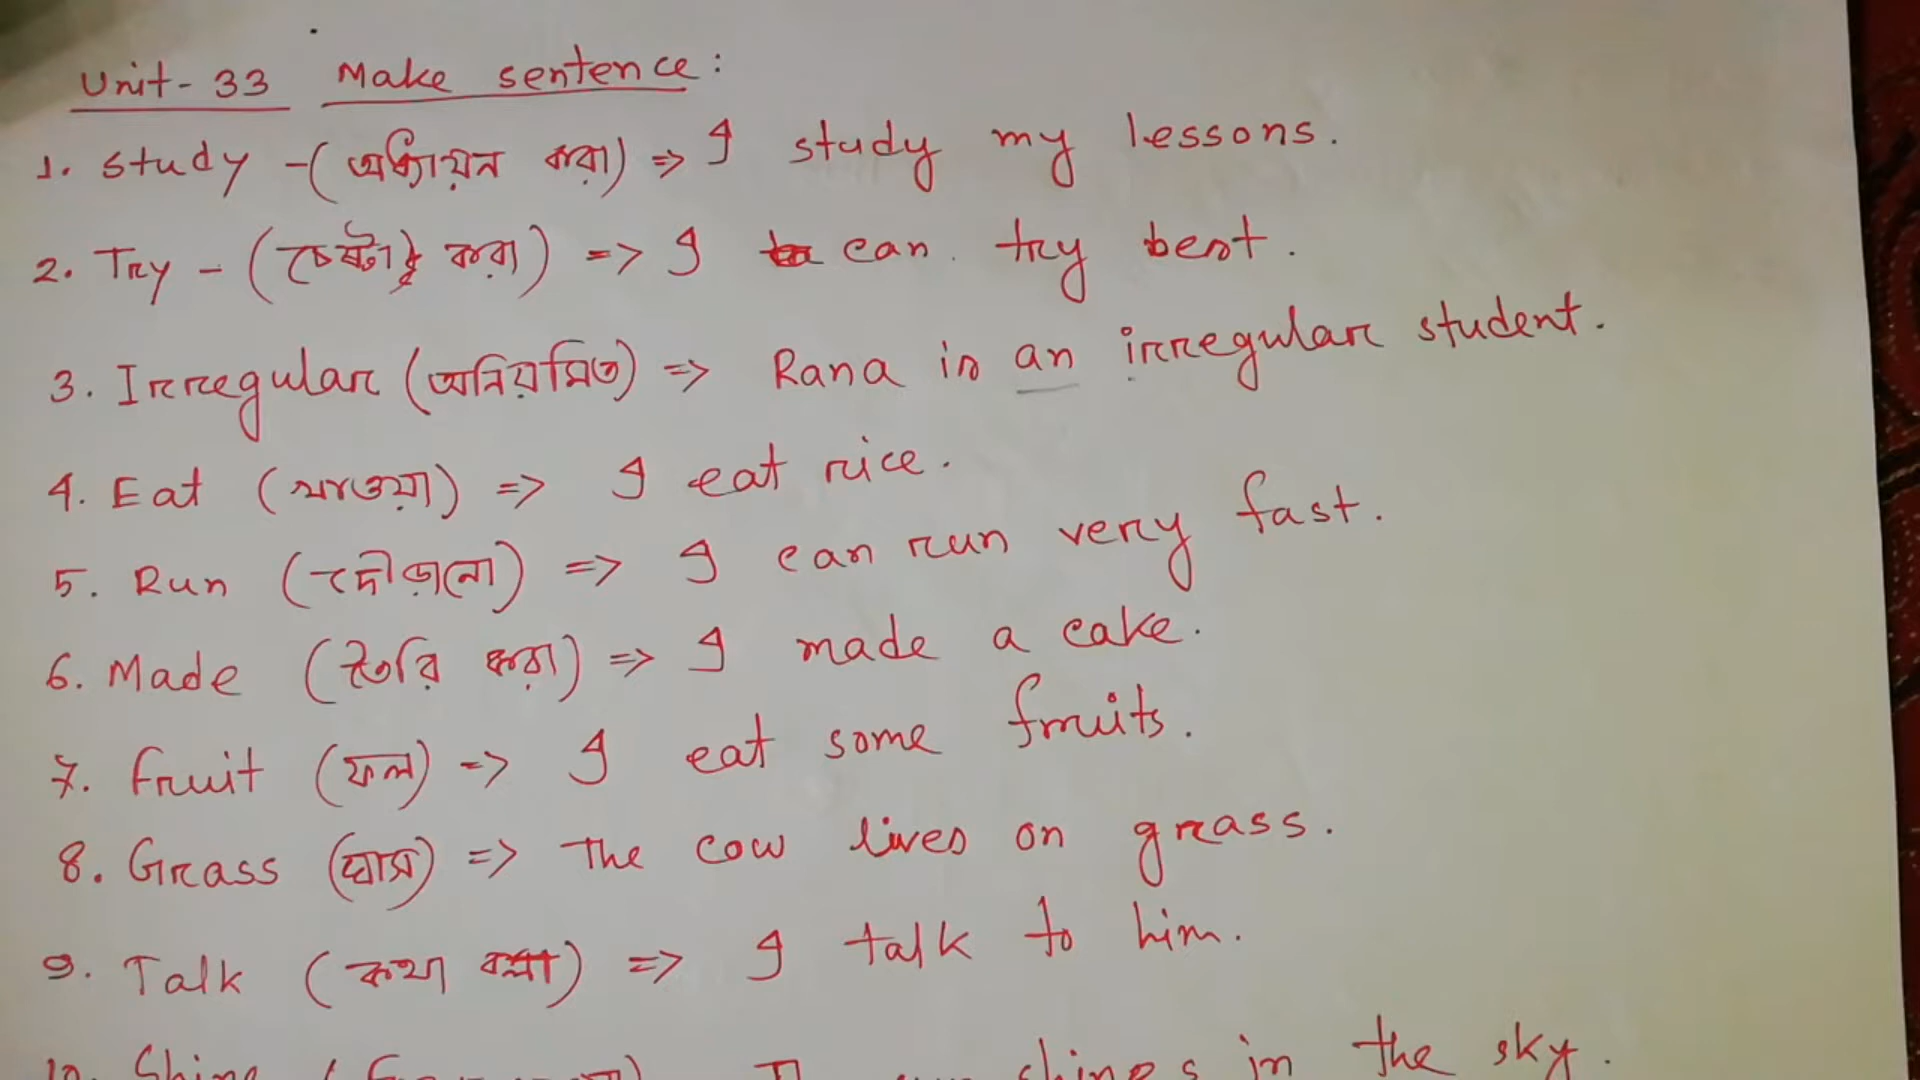 Unit-33 Make sentence:
1. Study -(অধ্যয়ন করা) => I study my lessons.
2. Try - (চেষ্টা করা) => I can try best.
3. Irregular (অনিয়মিত) => Rana is an irregular student.
4. Eat (খাওয়া) => I eat rice.
5. Run (দৌড়ানো) => I can run very fast.
6. Made (তৈরি করা) => I made a cake.
7. Fruit (ফল) => I eat some fruits.
8. Grass (ঘাস) => The cow lives on grass.
9. Talk (কথা বলা) => I talk to him.
10. Shine shines in the sky.